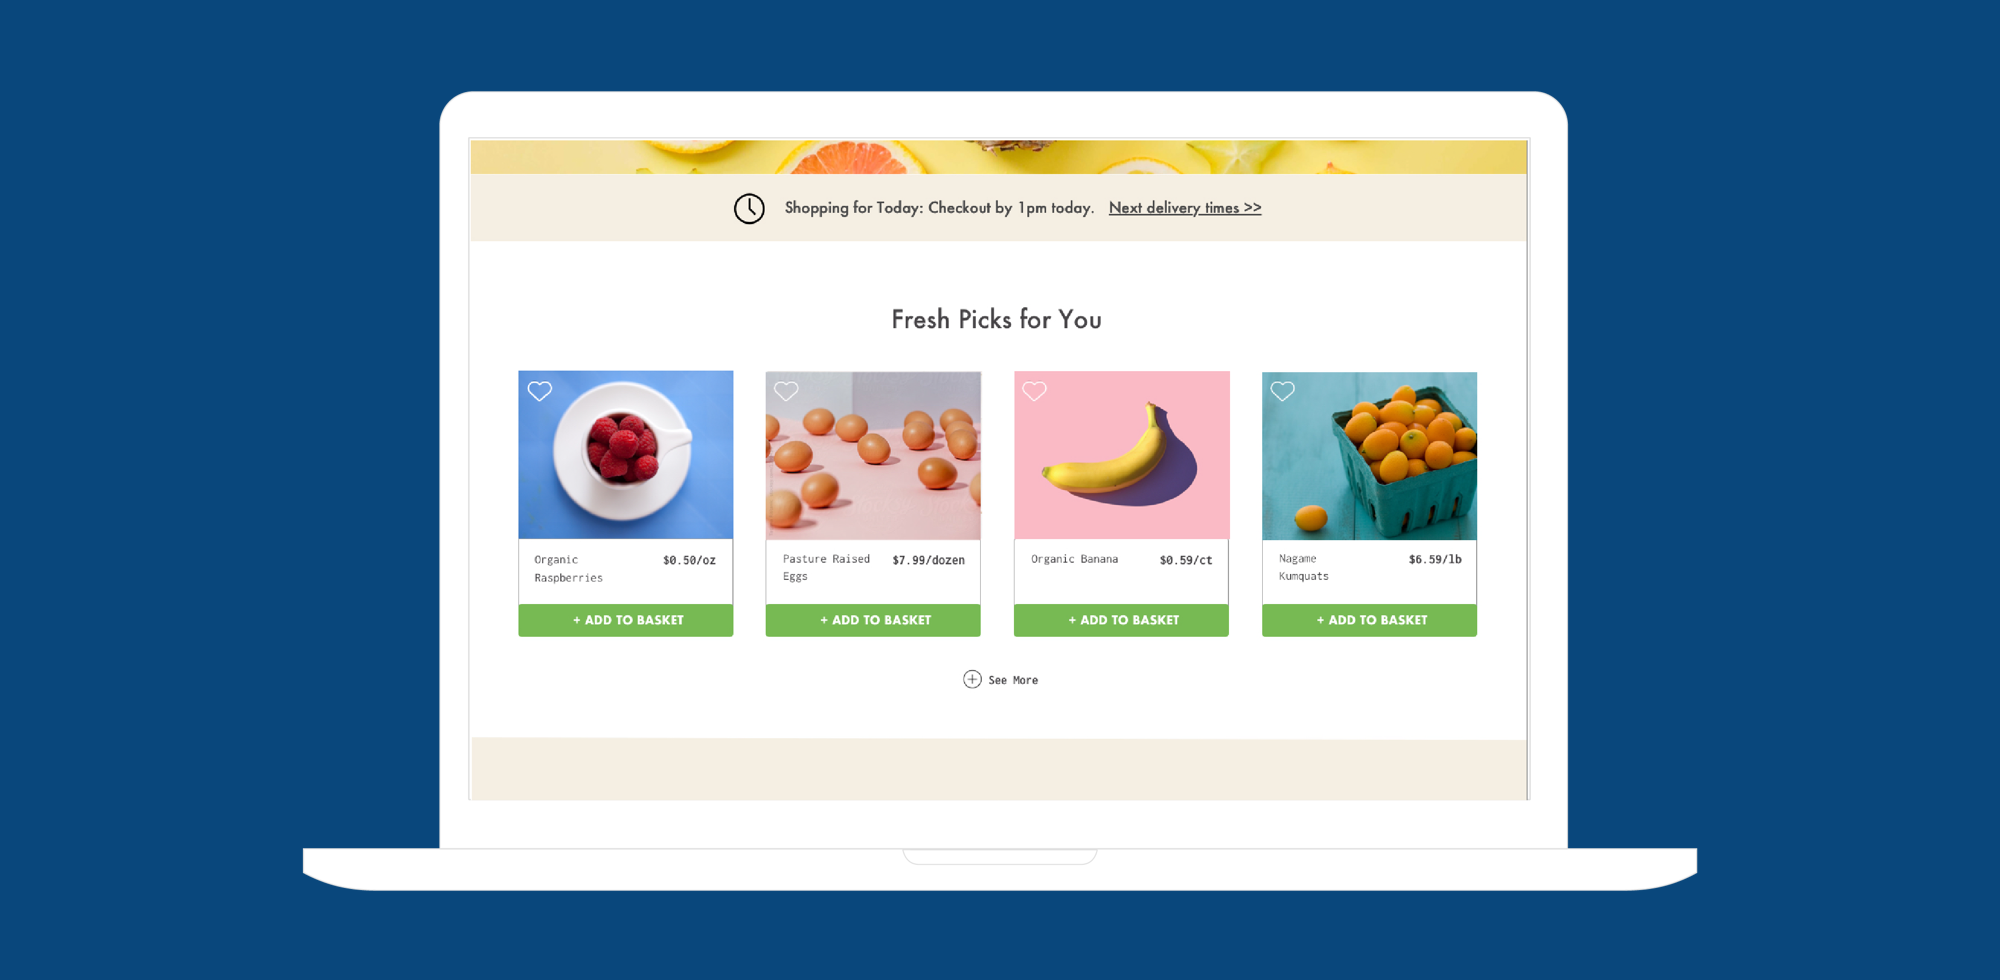 Shopping for Today: Checkout by 1pm today. Next delivery times >>
Fresh Picks for You
Organic
Raspberries
$0.50/oz
+ ADD TO BASKET
Pasture Raised
Eggs
$7.99/dozen
+ ADD TO BASKET
Organic Banana
$0.59/ct
+ ADD TO BASKET
Nagame
Kumquats
$6.59/lb
+ ADD TO BASKET
See More